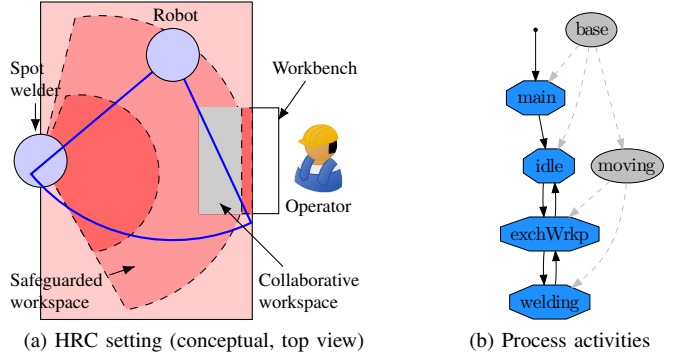 Robot
Spot
welder
Workbench
Operator
Safeguarded
workspace
Collaborative
workspace
(a) HRC setting (conceptual, top view)
base
main
idle
moving
exchWrkp
welding
(b) Process activities